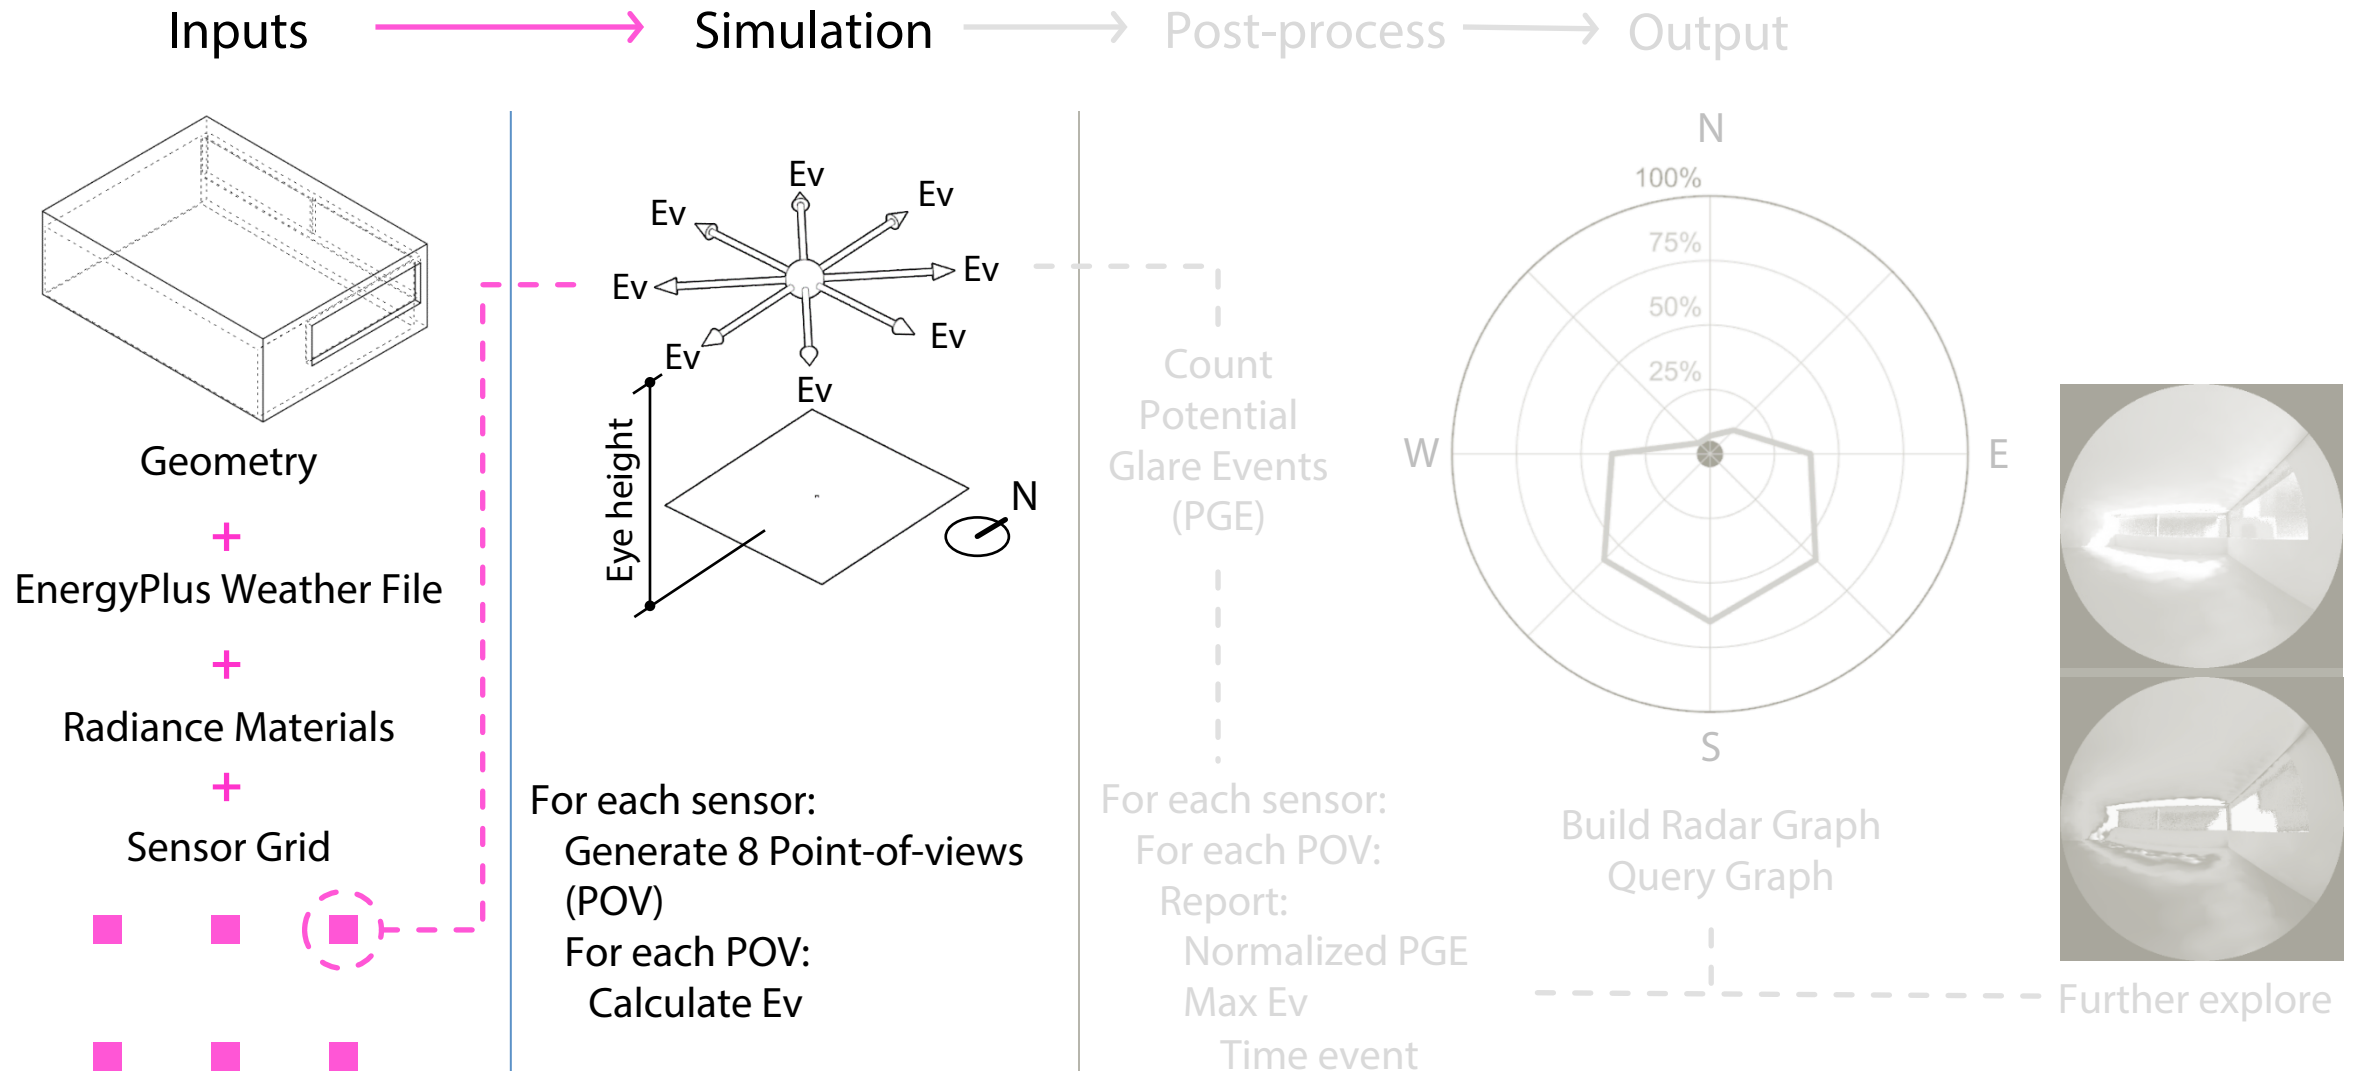 Inputs
Simulation
Post-process
Output
Geometry
+
EnergyPlus Weather File
+
Radiance Materials
+
Sensor Grid
Ev
Ev
Ev
Ev
Ev
Ev
Ev
Ev
Eye height
N
For each sensor:
Generate 8 Point-of-views
(POV)
For each POV:
Calculate Ev
Count
Potential
Glare Events
(PGE)
For each sensor:
For each POV:
Report:
Normalized PGE
Max Ev
Time event
N
100%
75%
50%
25%
W
E
S
Build Radar Graph
Query Graph
Further explore